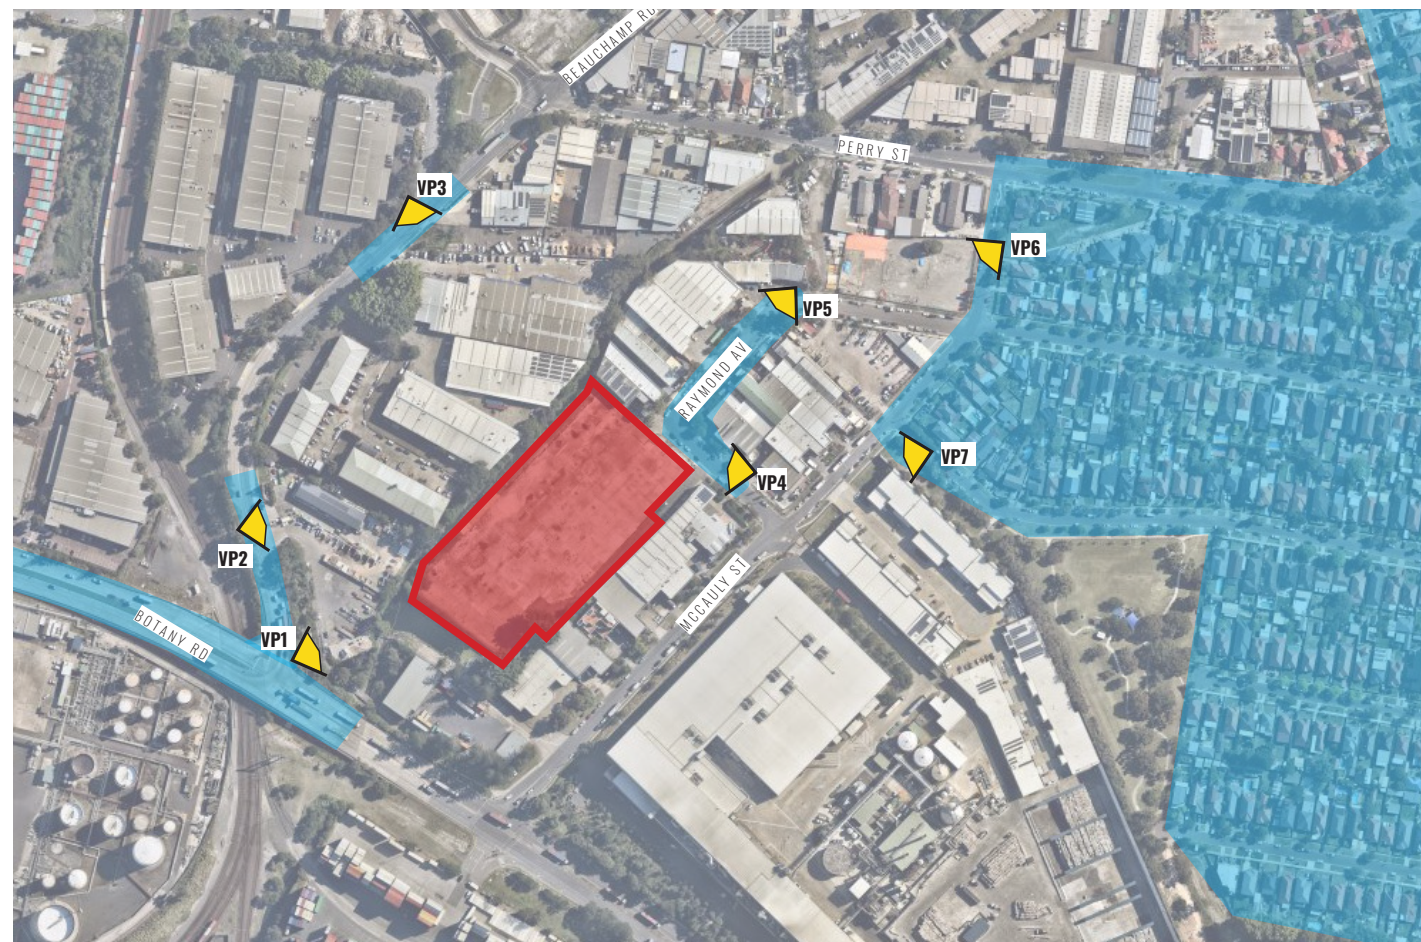 BEAUCHAMP RD
PERRY ST
VP3
VP6
VP5
RAYMOND AV
VP7
VP4
VP2
MCCAULY ST
BOTANY RD
VP1